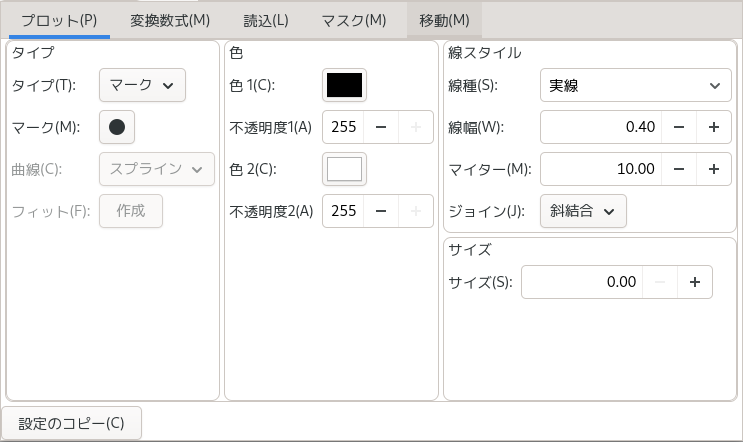 プロット(P) 変換数式(M) 読込(L) マスク(M) 移動(M)
タイプ
タイプ(T): マーク
マーク(M):
曲線(C): スプライン
フィット(F): 作成
色
色 1(C):
不透明度1(A) 255
色 2(C):
不透明度2(A) 255
線スタイル
線種(S): 実線
線幅(W): 0.40
マイター(M): 10.00
ジョイン(J): 斜結合
サイズ
サイズ(S): 0.00
設定のコピー(C)